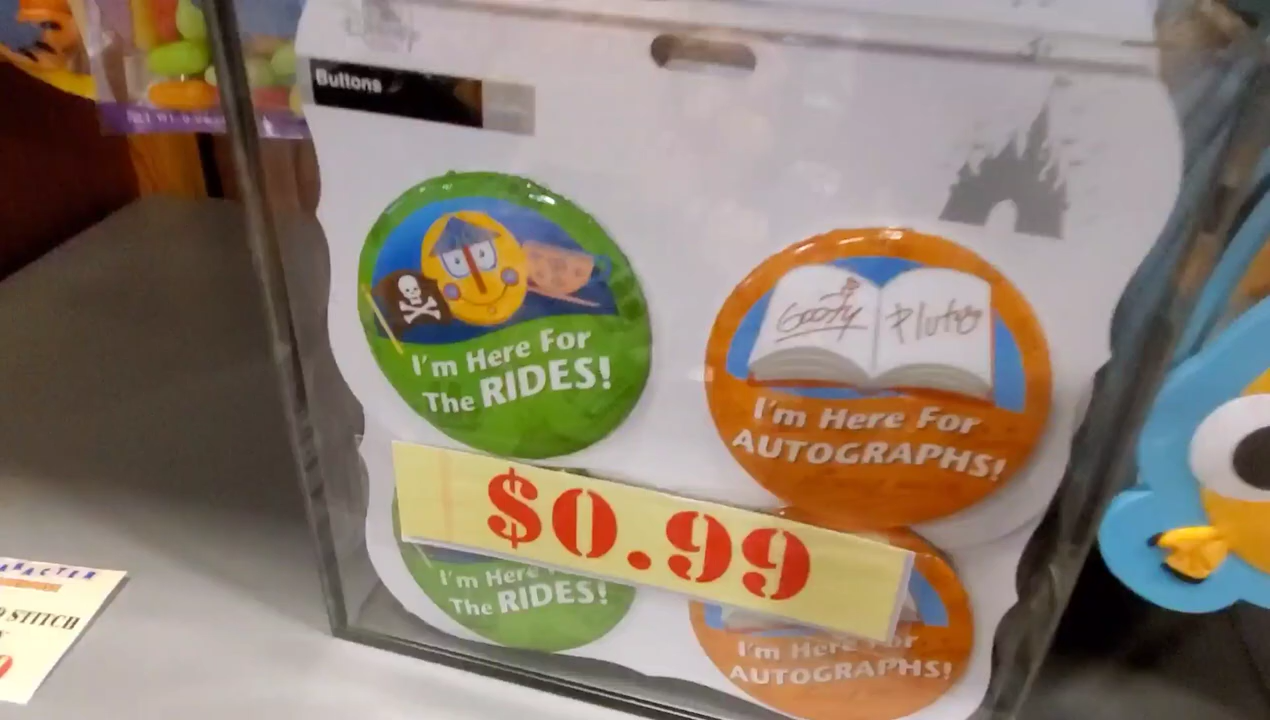 Buttons
I'm Here For
The RIDES!
Goofy Pluto
I'm Here For
AUTOGRAPHS!
$0.99
I'm Here
The RIDES!
I'm Here For
AUTOGRAPHS!
STITCH